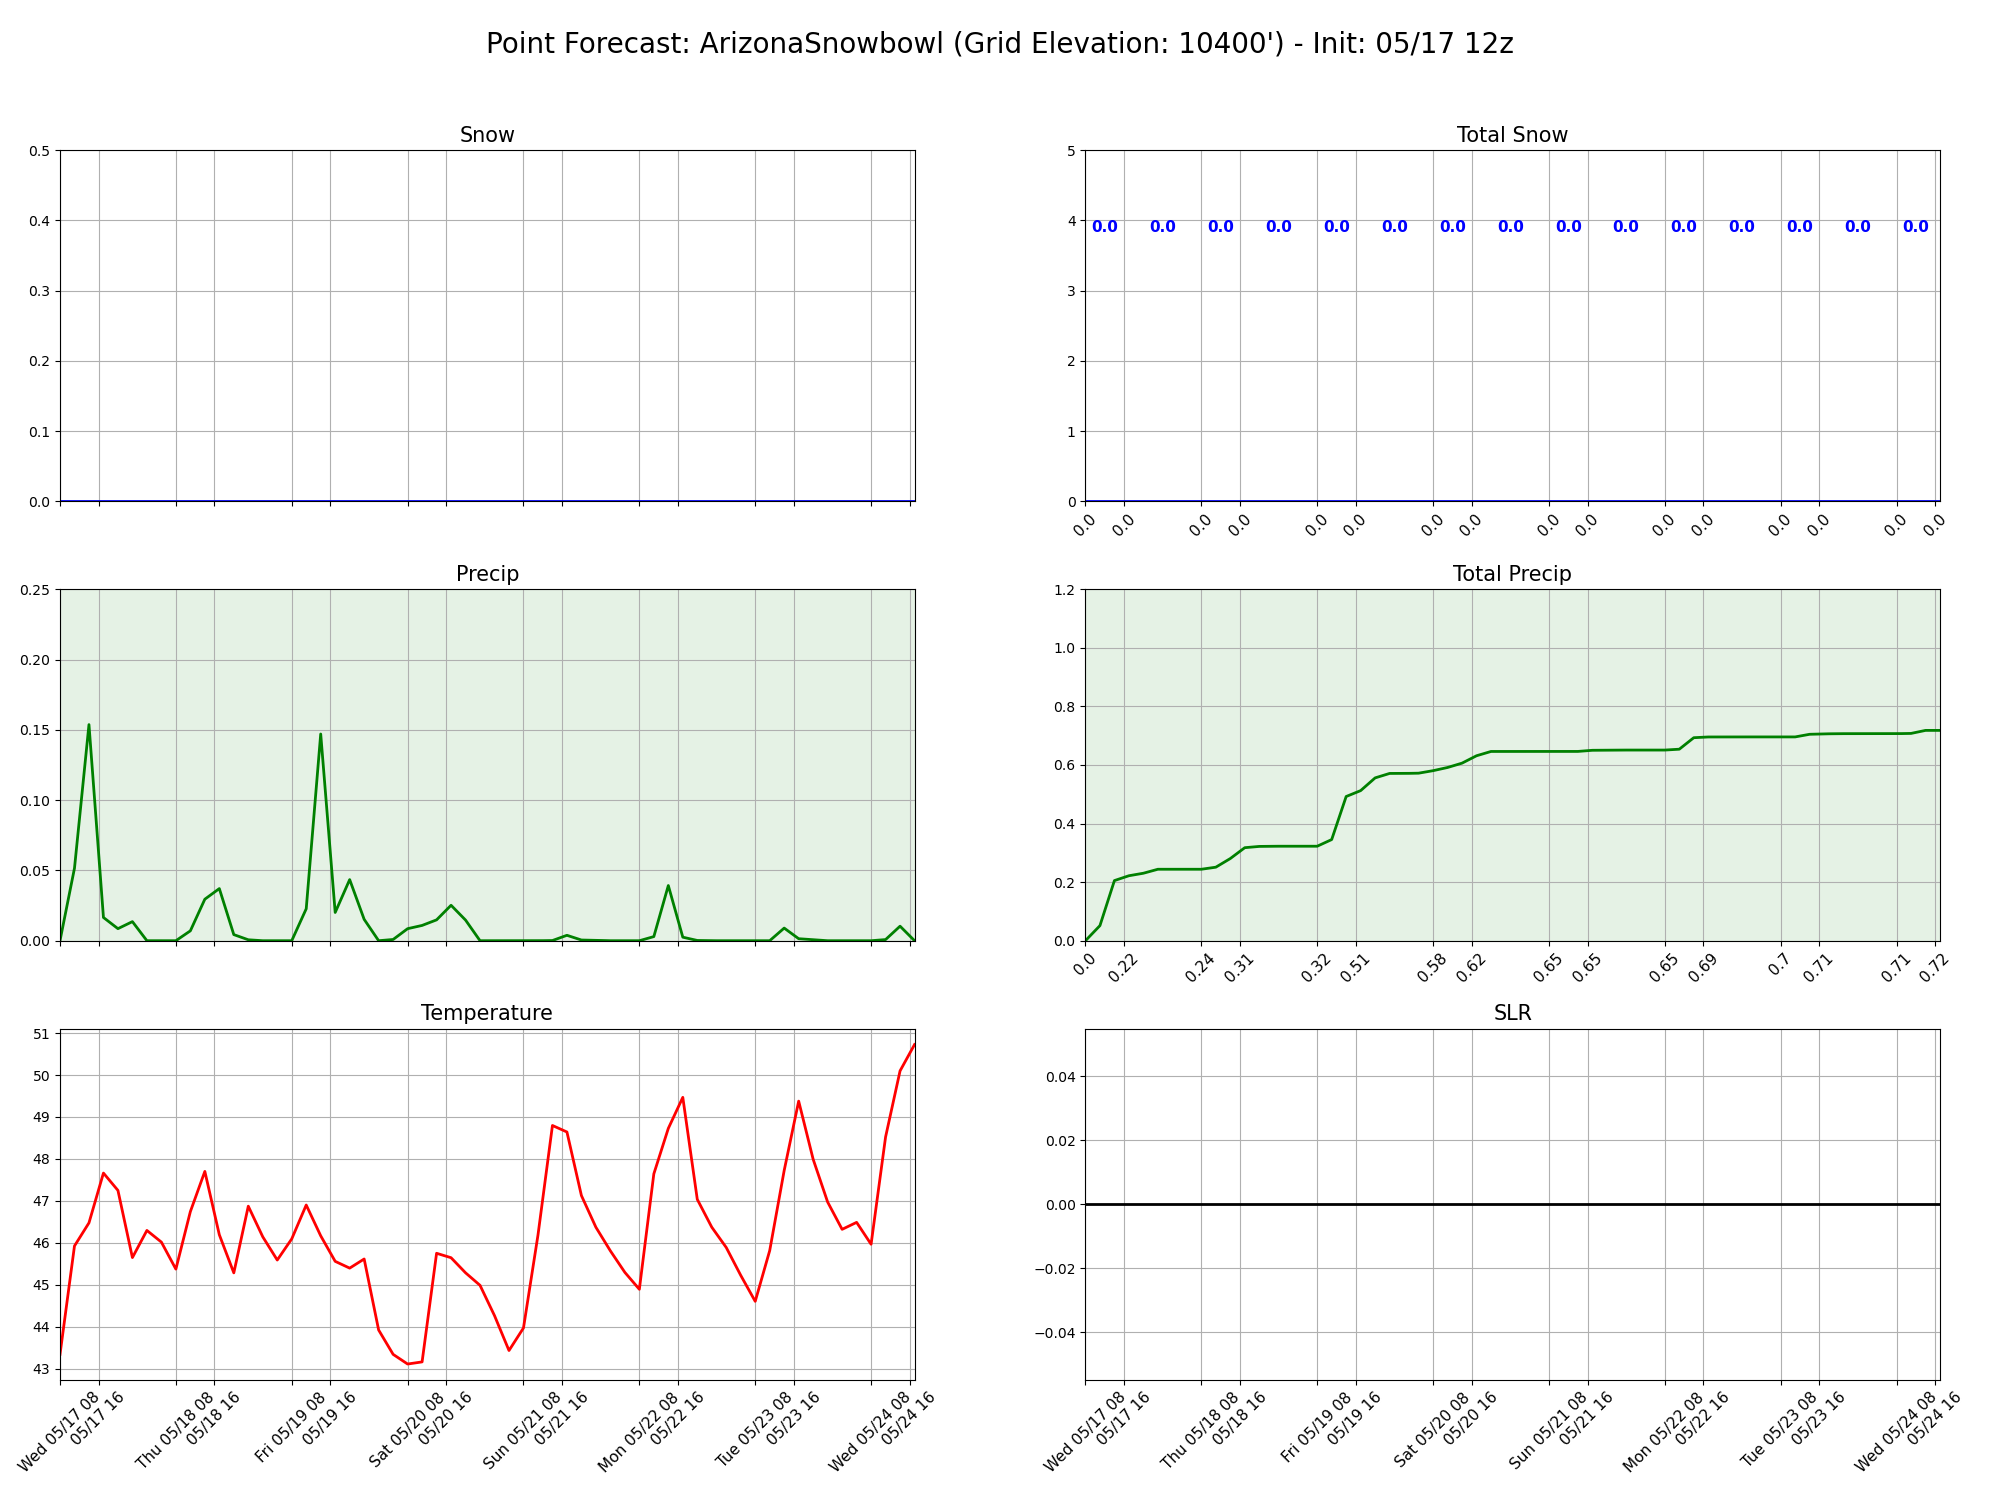 Point Forecast: ArizonaSnowbowl (Grid Elevation: 10400') - Init: 05/17 12z
Snow
0.5
0.4
0.3
0.2
0.1
0.0
Total Snow
5
4
3
2
1
0
0.0 0.0 0.0 0.0 0.0 0.0 0.0 0.0 0.0 0.0 0.0 0.0 0.0 0.0 0.0
0.0 0.0 0.0 0.0 0.0 0.0 0.0 0.0 0.0 0.0 0.0 0.0 0.0 0.0 0.0 0.0
Precip
0.25
0.20
0.15
0.10
0.05
0.00
Total Precip
1.2
1.0
0.8
0.6
0.4
0.2
0.0
0.0 0.22 0.24 0.31 0.32 0.51 0.58 0.62 0.65 0.65 0.65 0.69 0.7 0.71 0.71 0.72
Temperature
51
50
49
48
47
46
45
44
43
Wed 05/17 08
05/17 16
Thu 05/18 08
05/18 16
Fri 05/19 08
05/19 16
Sat 05/20 08
05/20 16
Sun 05/21 08
05/21 16
Mon 05/22 08
05/22 16
Tue 05/23 08
05/23 16
Wed 05/24 08
05/24 16
SLR
0.04
0.02
0.00
−0.02
−0.04
Wed 05/17 08
05/17 16
Thu 05/18 08
05/18 16
Fri 05/19 08
05/19 16
Sat 05/20 08
05/20 16
Sun 05/21 08
05/21 16
Mon 05/22 08
05/22 16
Tue 05/23 08
05/23 16
Wed 05/24 08
05/24 16